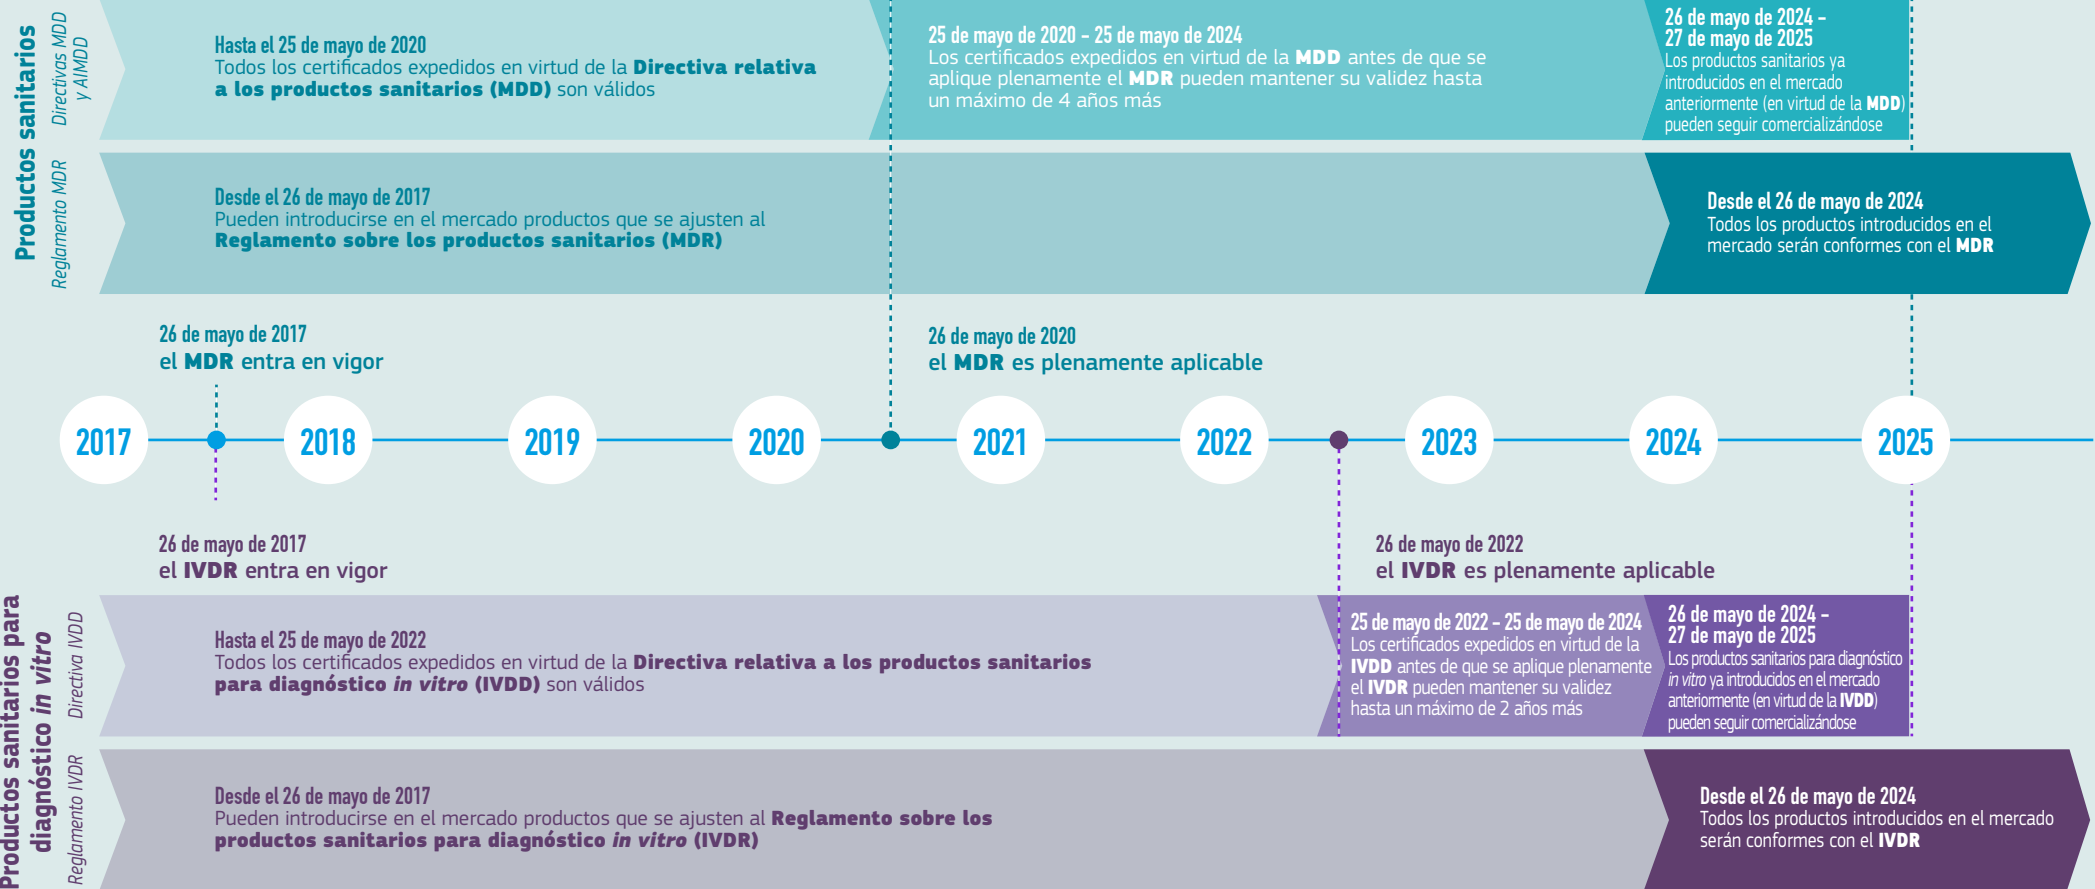 Productos sanitarios
Directivas MDD
y AIMDD
Hasta el 25 de mayo de 2020
Todos los certificados expedidos en virtud de la Directiva relativa
a los productos sanitarios (MDD) son válidos
25 de mayo de 2020 - 25 de mayo de 2024
Los certificados expedidos en virtud de la MDD antes de que se
aplique plenamente el MDR pueden mantener su validez hasta
un máximo de 4 años más
26 de mayo de 2024 -
27 de mayo de 2025
Los productos sanitarios ya
introducidos en el mercado
anteriormente (en virtud de la MDD)
pueden seguir comercializándose
Reglamento MDR
Desde el 26 de mayo de 2017
Pueden introducirse en el mercado productos que se ajusten al
Reglamento sobre los productos sanitarios (MDR)
Desde el 26 de mayo de 2024
Todos los productos introducidos en el
mercado serán conformes con el MDR
26 de mayo de 2017
el MDR entra en vigor
26 de mayo de 2020
el MDR es plenamente aplicable
2017
2018
2019
2020
2021
2022
2023
2024
2025
26 de mayo de 2017
el IVDR entra en vigor
26 de mayo de 2022
el IVDR es plenamente aplicable
Productos sanitarios para
diagnóstico in vitro
Directiva IVDD
Hasta el 25 de mayo de 2022
Todos los certificados expedidos en virtud de la Directiva relativa a los productos sanitarios
para diagnóstico in vitro (IVDD) son válidos
25 de mayo de 2022 - 25 de mayo de 2024
Los certificados expedidos en virtud de la
IVDD antes de que se aplique plenamente
el IVDR pueden mantener su validez
hasta un máximo de 2 años más
26 de mayo de 2024 -
27 de mayo de 2025
Los productos sanitarios para diagnóstico
in vitro ya introducidos en el mercado
anteriormente (en virtud de la IVDD)
pueden seguir comercializándose
Reglamento IVDR
Desde el 26 de mayo de 2017
Pueden introducirse en el mercado productos que se ajusten al Reglamento sobre los
productos sanitarios para diagnóstico in vitro (IVDR)
Desde el 26 de mayo de 2024
Todos los productos introducidos en el mercado
serán conformes con el IVDR